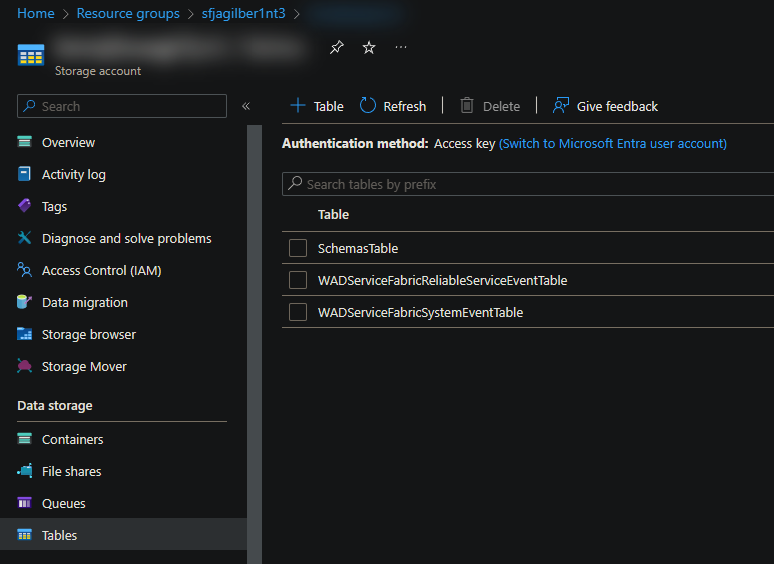 Home > Resource groups > sfjagilber1nt3 >
Storage account
Search
«
Overview
Activity log
Tags
Diagnose and solve problems
Access Control (IAM)
Data migration
Storage browser
Storage Mover
Data storage
Containers
File shares
Queues
Tables
Table Refresh Delete Give feedback
Authentication method: Access key (Switch to Microsoft Entra user account)
Search tables by prefix
Table
SchemasTable
WADServiceFabricReliableServiceEventTable
WADServiceFabricSystemEventTable